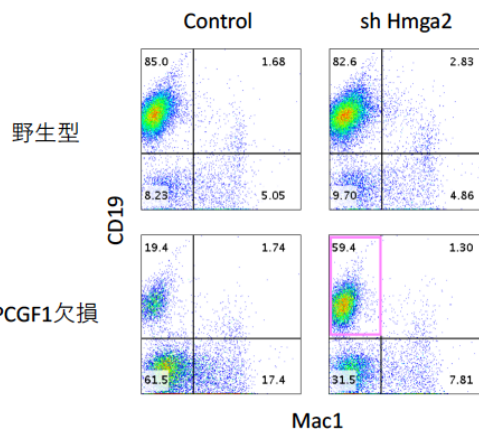 Control
sh Hmga2
85.0
1.68
82.6
2.83
野生型
8.23
5.05
9.70
4.86
CD19
19.4
1.74
59.4
1.30
PCGF1欠損
61.5
17.4
31.5
7.81
Mac1